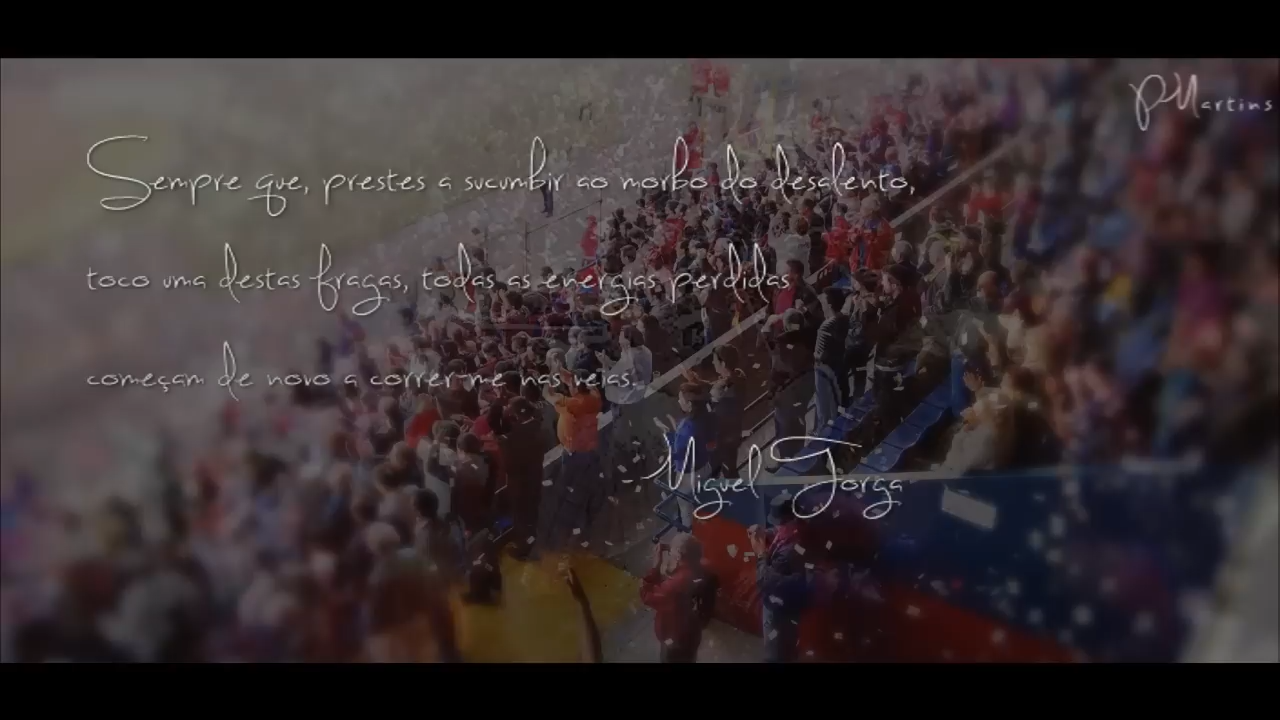 PMartins
Sempre que, prestes a sucumbir ao morbo do desalento,
toco uma destas fragas, todas as energias perdidas
começam de novo a correr-me nas veias.
Miguel Torga